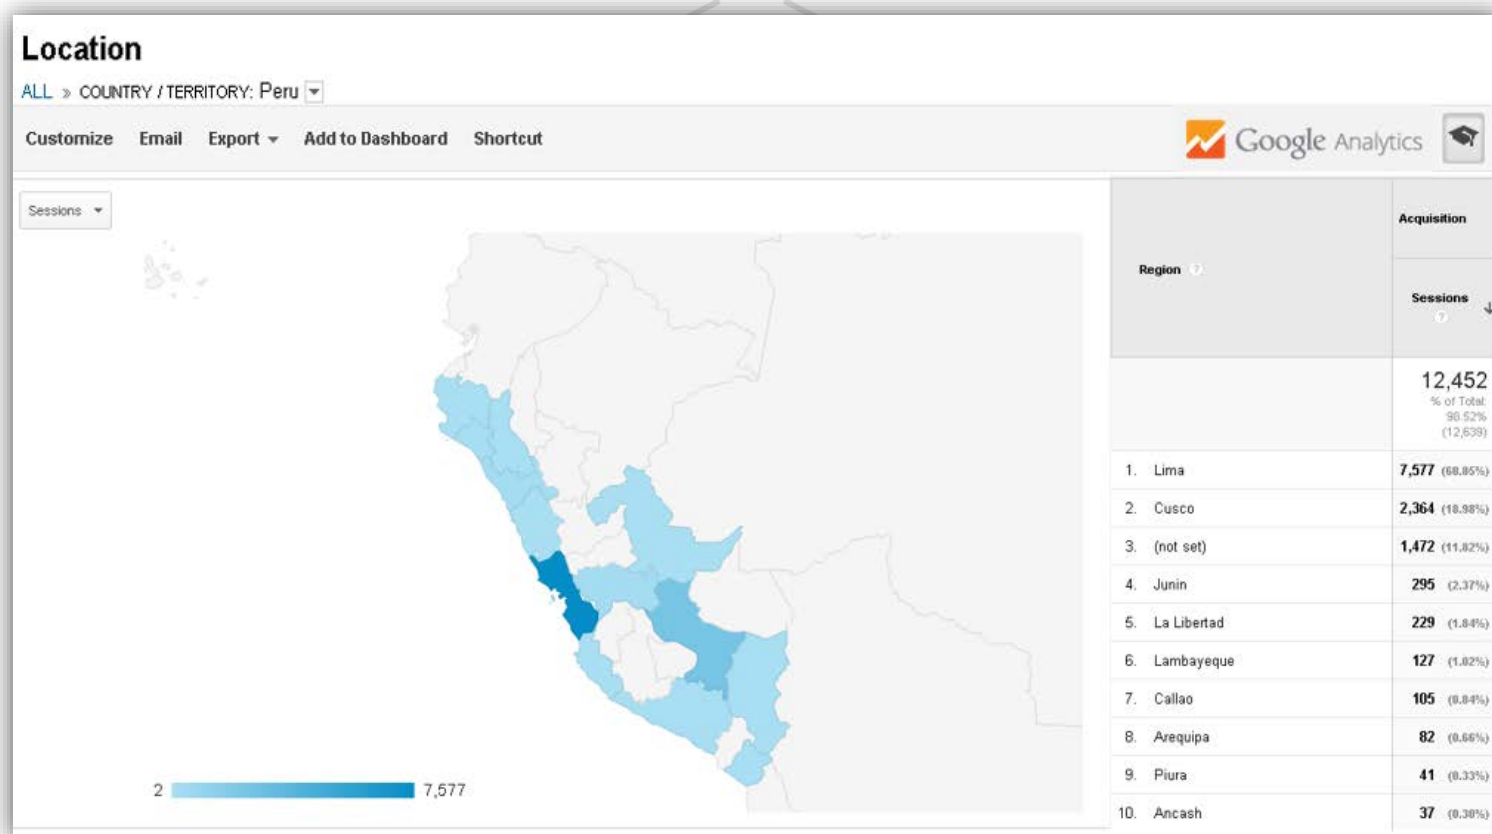 Location
ALL » COUNTRY / TERRITORY: Peru
Customize Email Export Add to Dashboard Shortcut
Google Analytics
Sessions
Region ?
Acquisition
Sessions
?
12,452
% of Total:
98.52%
(12,639)
1. Lima 7,577
2. Cusco 2,364 (18.98%)
3. (not set) 1,472 (11.82%)
4. Junin 295 (2.37%)
5. La Libertad 229 (1.84%)
6. Lambayeque 127 (1.02%)
7. Callao 105 (0.84%)
8. Arequipa 82 (0.66%)
9. Piura 41 (0.33%)
10. Ancash 37
2 7,577